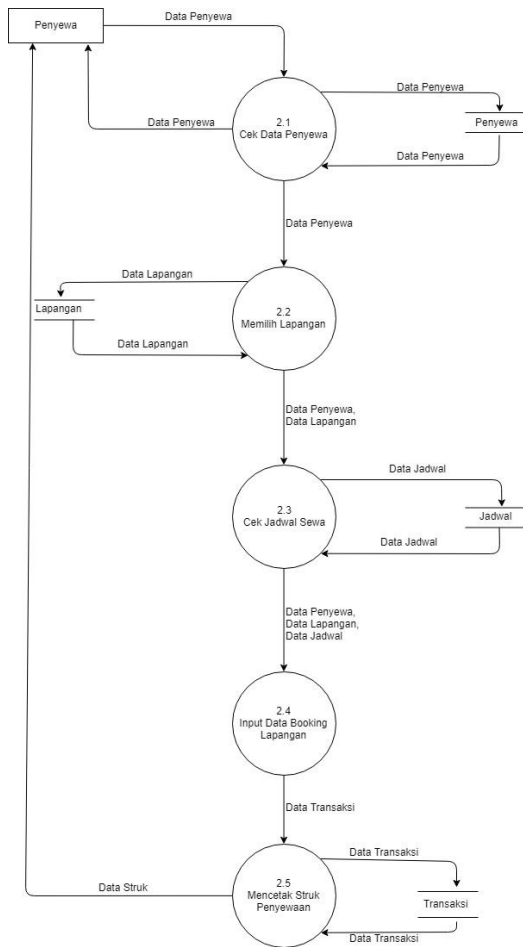 Data Penyewa
Penyewa
Data Penyewa
Data Penyewa
2.1
Cek Data Penyewa
Penyewa
Data Penyewa
Data Penyewa
Data Lapangan
Lapangan
2.2
Memilih Lapangan
Data Lapangan
Data Penyewa,
Data Lapangan
Data Jadwal
2.3
Cek Jadwal Sewa
Jadwal
Data Jadwal
Data Penyewa,
Data Lapangan,
Data Jadwal
2.4
Input Data Booking
Lapangan
Data Transaksi
Data Transaksi
Data Struk
2.5
Mencetak Struk
Penyewaan
Transaksi
Data Transaksi